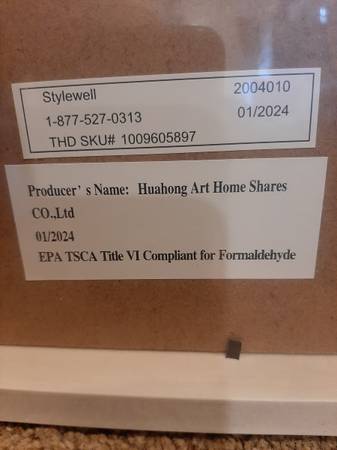 Stylewell 2004010
1-877-527-0313 01/2024
THD SKU# 1009605897
Producer's Name: Huahong Art Home Shares
CO.,Ltd
01/2024
EPA TSCA Title VI Compliant for Formaldehyde